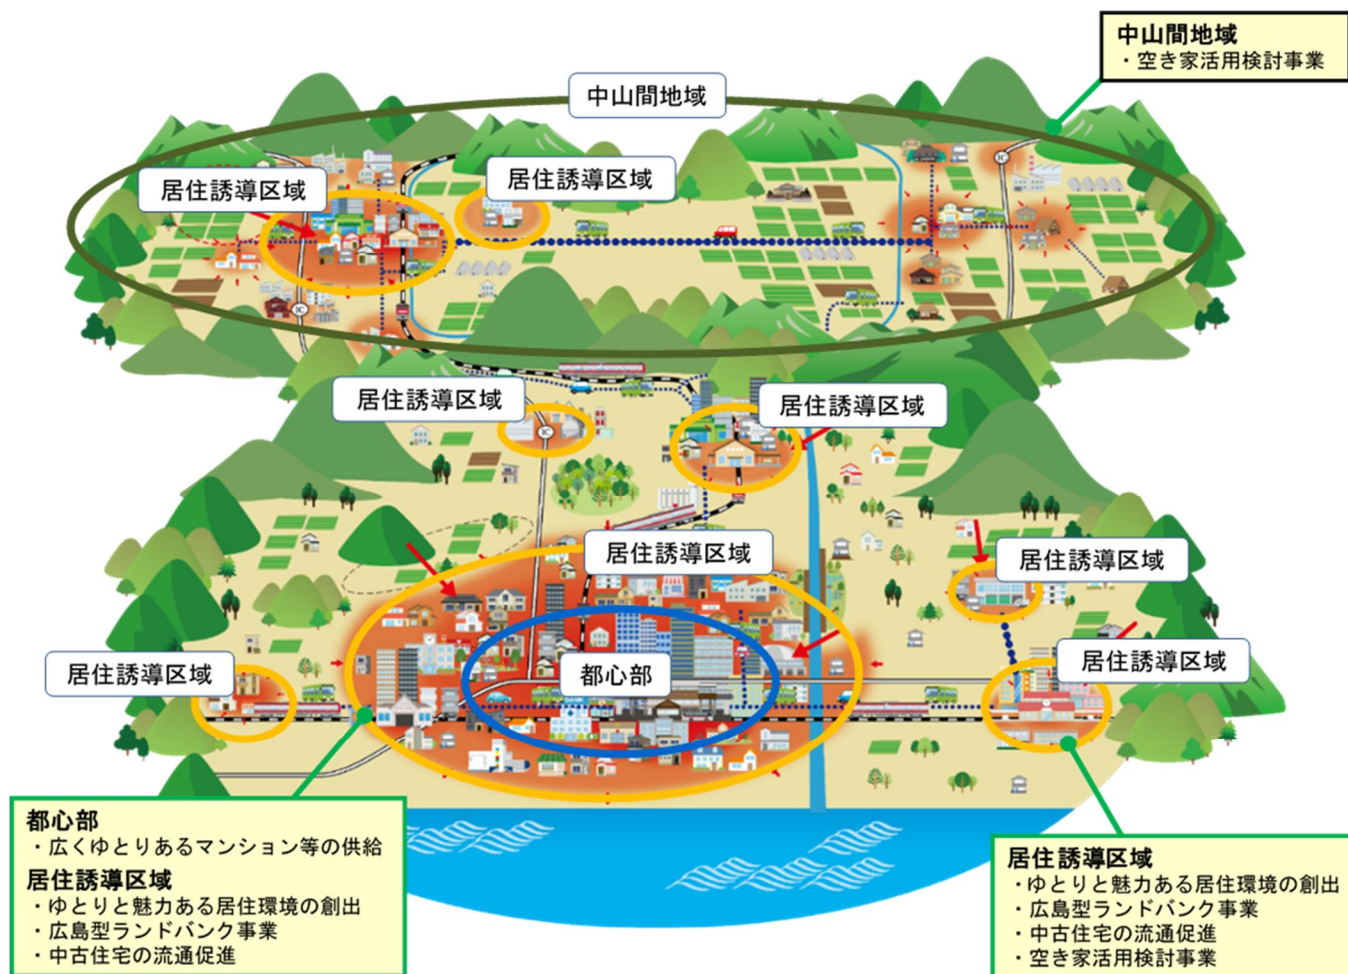 中山間地域
・空き家活用検討事業
中山間地域
居住誘導区域
居住誘導区域
IC
IC
居住誘導区域
居住誘導区域
IC
居住誘導区域
居住誘導区域
居住誘導区域
居住誘導区域
都心部
都心部
・広くゆとりあるマンション等の供給
居住誘導区域
・ゆとりと魅力ある居住環境の創出
・広島型ランドバンク事業
・中古住宅の流通促進
居住誘導区域
・ゆとりと魅力ある居住環境の創出
・広島型ランドバンク事業
・中古住宅の流通促進
・空き家活用検討事業